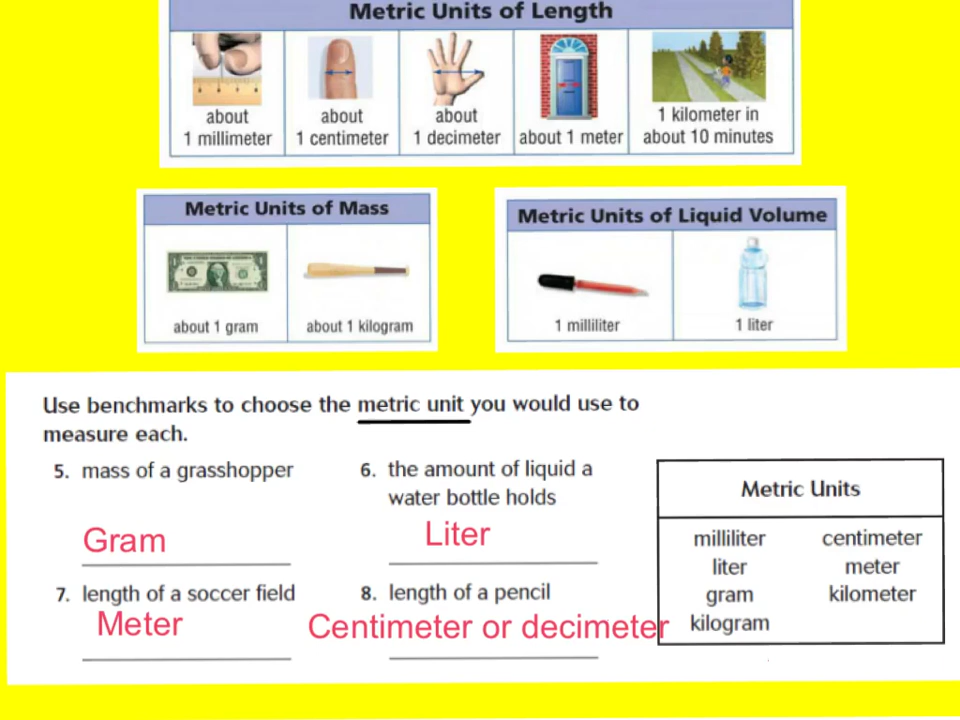 Metric Units of Length
about
1 millimeter
about
1 centimeter
about
1 decimeter
about 1 meter
1 kilometer in
about 10 minutes
Metric Units of Mass
about 1 gram
about 1 kilogram
Metric Units of Liquid Volume
1 milliliter
1 liter
Use benchmarks to choose the metric unit you would use to
measure each.
5. mass of a grasshopper
Gram
6. the amount of liquid a
water bottle holds
Liter
7. length of a soccer field
Meter
8. length of a pencil
Centimeter or decimeter
Metric Units
milliliter centimeter
liter meter
gram kilometer
kilogram